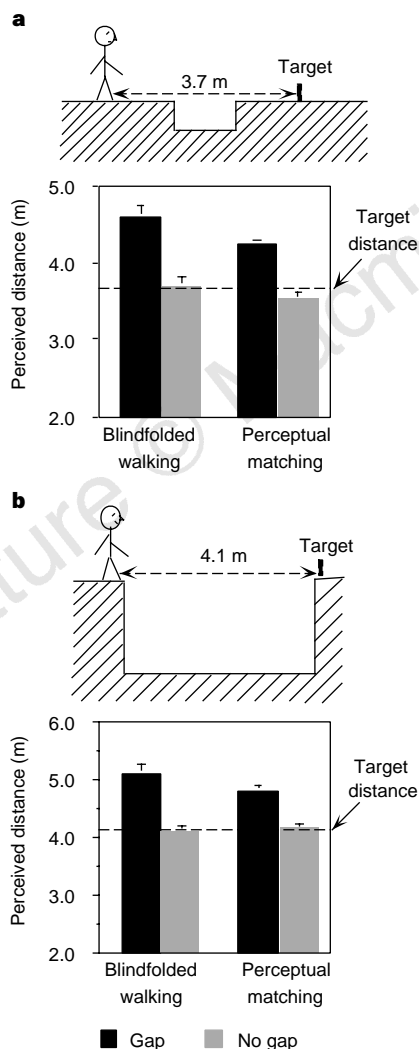 a
3.7 m
Target
Perceived distance (m)
5.0
4.0
3.0
2.0
Target
distance
Blindfolded
walking
Perceptual
matching
b
4.1 m
Target
Perceived distance (m)
6.0
5.0
4.0
3.0
2.0
Target
distance
Blindfolded
walking
Perceptual
matching
Gap
No gap